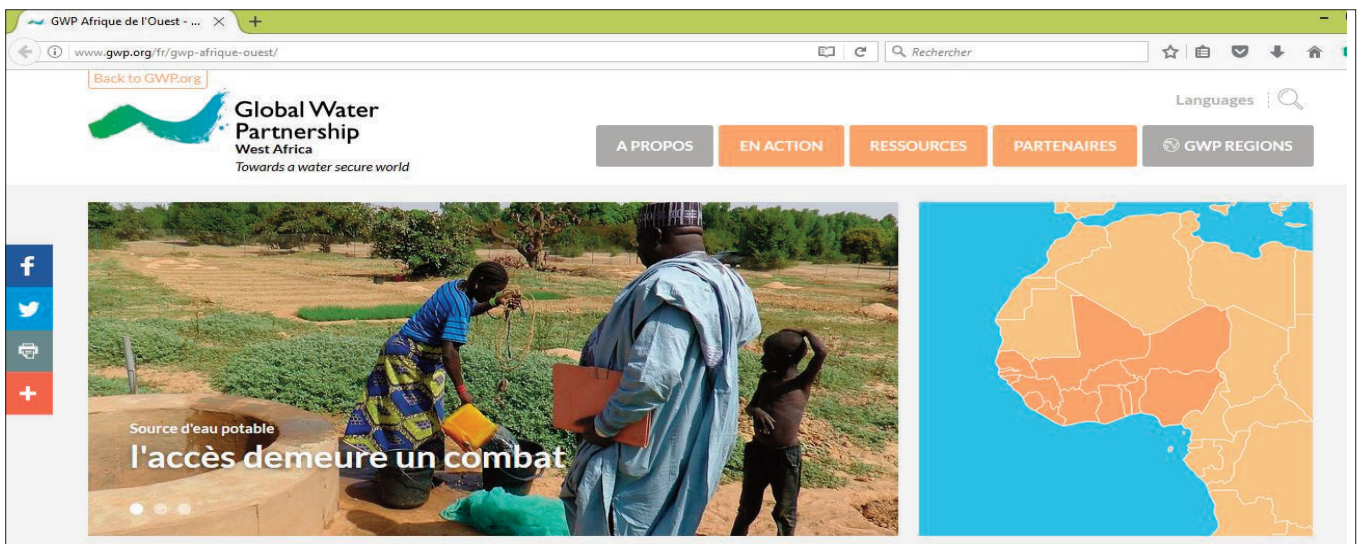 GWP Afrique de l'Ouest - ...
www.gwp.org/fr/gwp-afrique-ouest/
Rechercher
Back to GWP.org
Languages
Global Water
Partnership
West Africa
Towards a water secure world
A PROPOS
EN ACTION
RESSOURCES
PARTENAIRES
GWP REGIONS
Source d'eau potable
l'accès demeure un combat